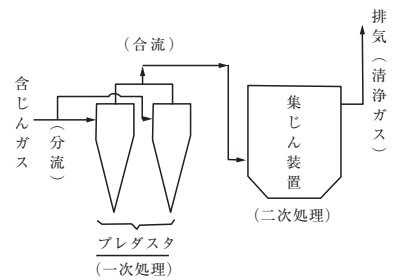 含じんガス
（分流）
（合流）
プレダスタ
（一次処理）
集じん装置
（二次処理）
排気（清浄ガス）